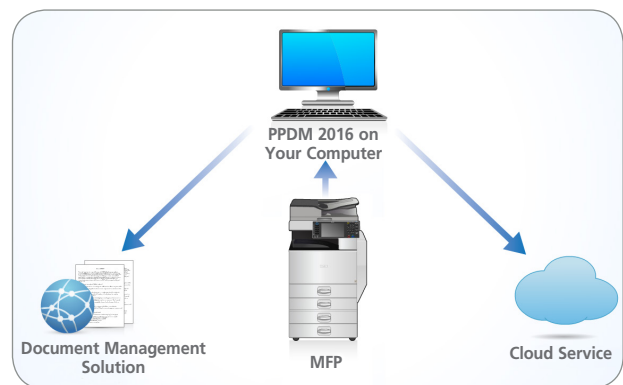 PPDM 2016 on
Your Computer
Document Management
Solution
MFP
Cloud Service